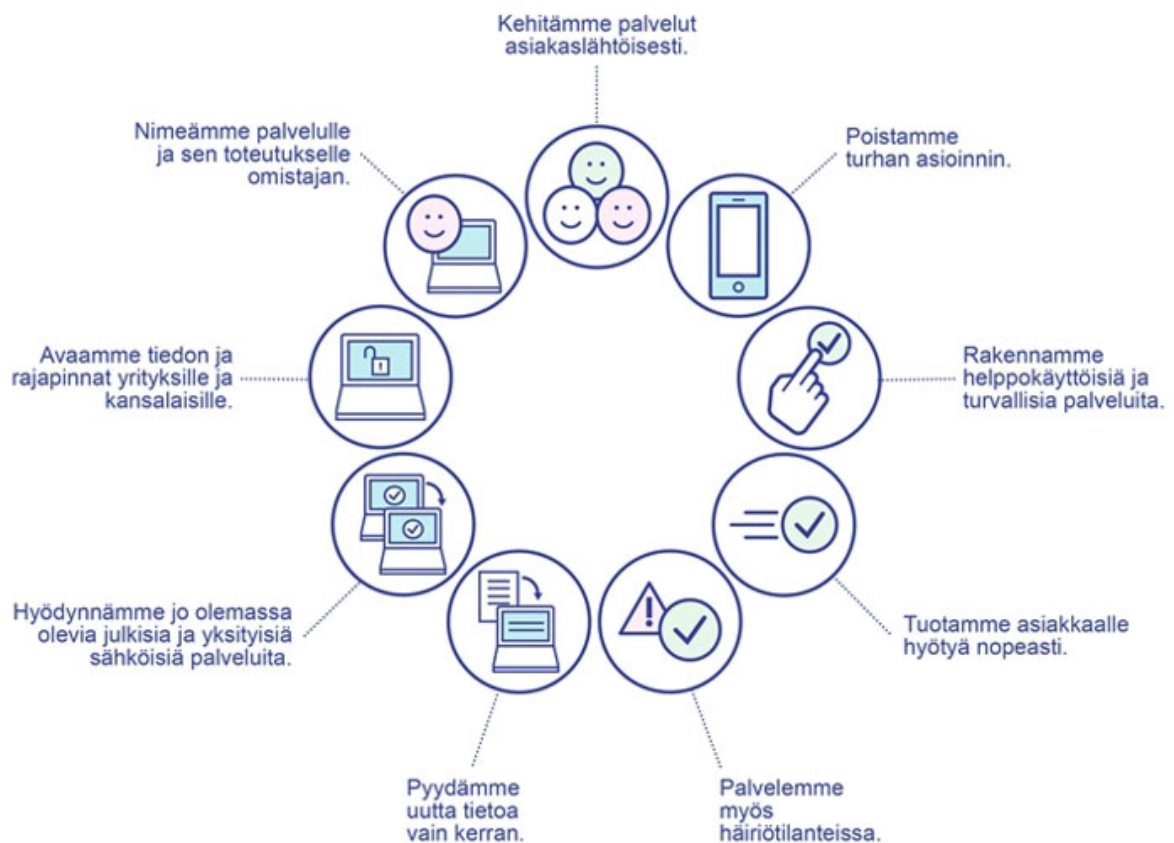 Kehitämme palvelut
asiakaslähtöisesti.
Poistamme
turhan asioinnin.
Rakennamme
helppokäyttöisiä ja
turvallisia palveluita.
Tuotamme asiakkaalle
hyötyä nopeasti.
Palvelemme
myös
häiriötilanteissa.
Pyydämme
uutta tietoa
vain kerran.
Hyödynnämme jo olemassa
olevia julkisia ja yksityisiä
sähköisiä palveluita.
Avaamme tiedon ja
rajapinnat yrityksille ja
kansalaisille.
Nimeämme palvelulle
ja sen toteutukselle
omistajan.